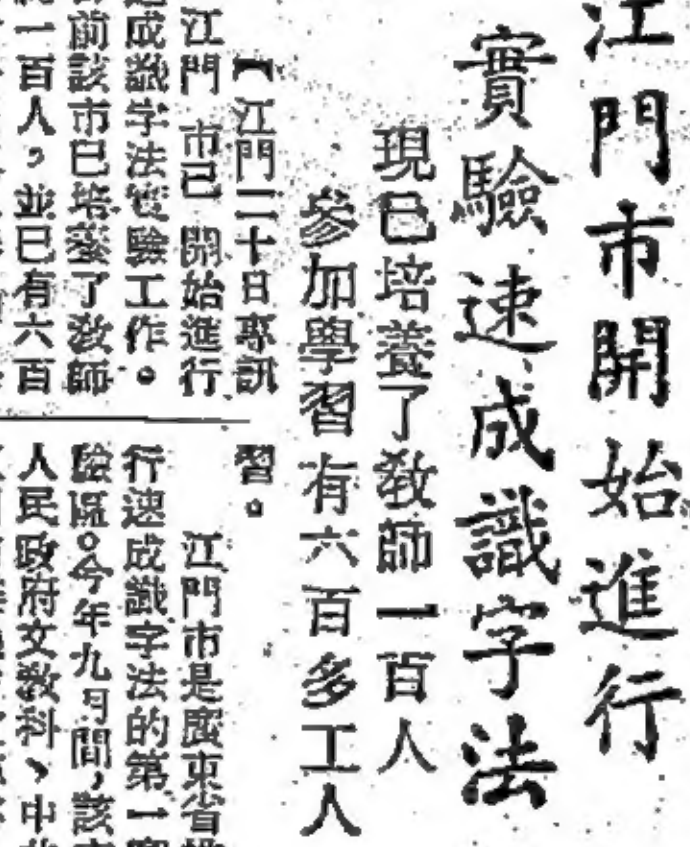 江門市開始進行
實驗速成識字法
現已培養了教師一百人
參加學習有六百多工人
【江門二十日專訊
江門市已開始進行
速成識字法實驗工作。
前該市已培養了教師
一百人,並已有六百
習。
江門市是廣東省
行速成識字法的第一實
驗區。今年九月間,該市
人民政府文教科、中共